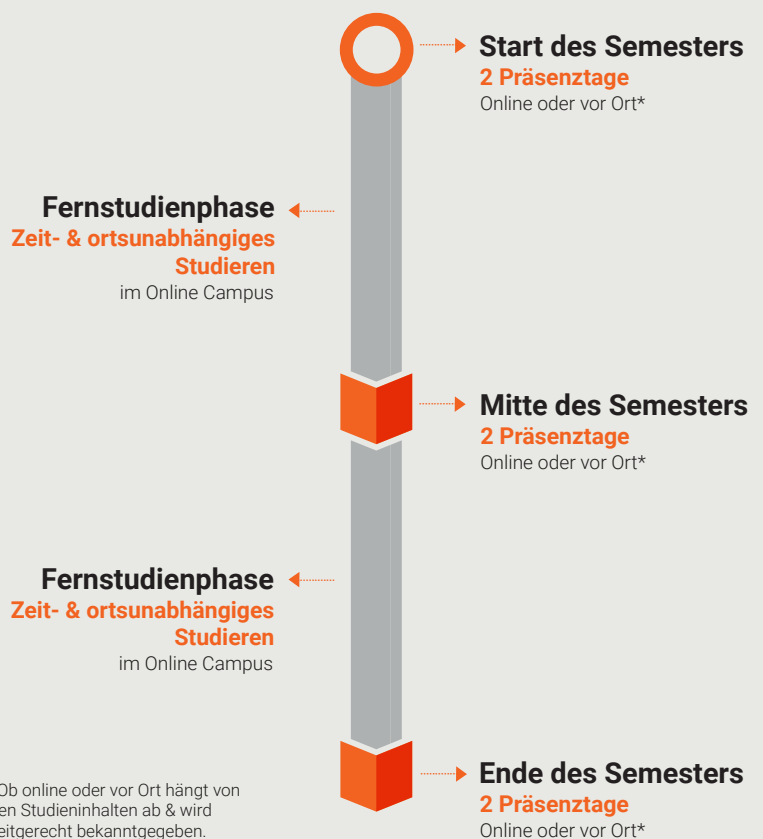 Start des Semesters
2 Präsenztage
Online oder vor Ort*
Fernstudienphase
Zeit- & ortsunabhängiges
Studieren
im Online Campus
Mitte des Semesters
2 Präsenztage
Online oder vor Ort*
Fernstudienphase
Zeit- & ortsunabhängiges
Studieren
im Online Campus
Ende des Semesters
2 Präsenztage
Online oder vor Ort*
Ob online oder vor Ort hängt von
en Studieninhalten ab & wird
eitgerecht bekanntgegeben.